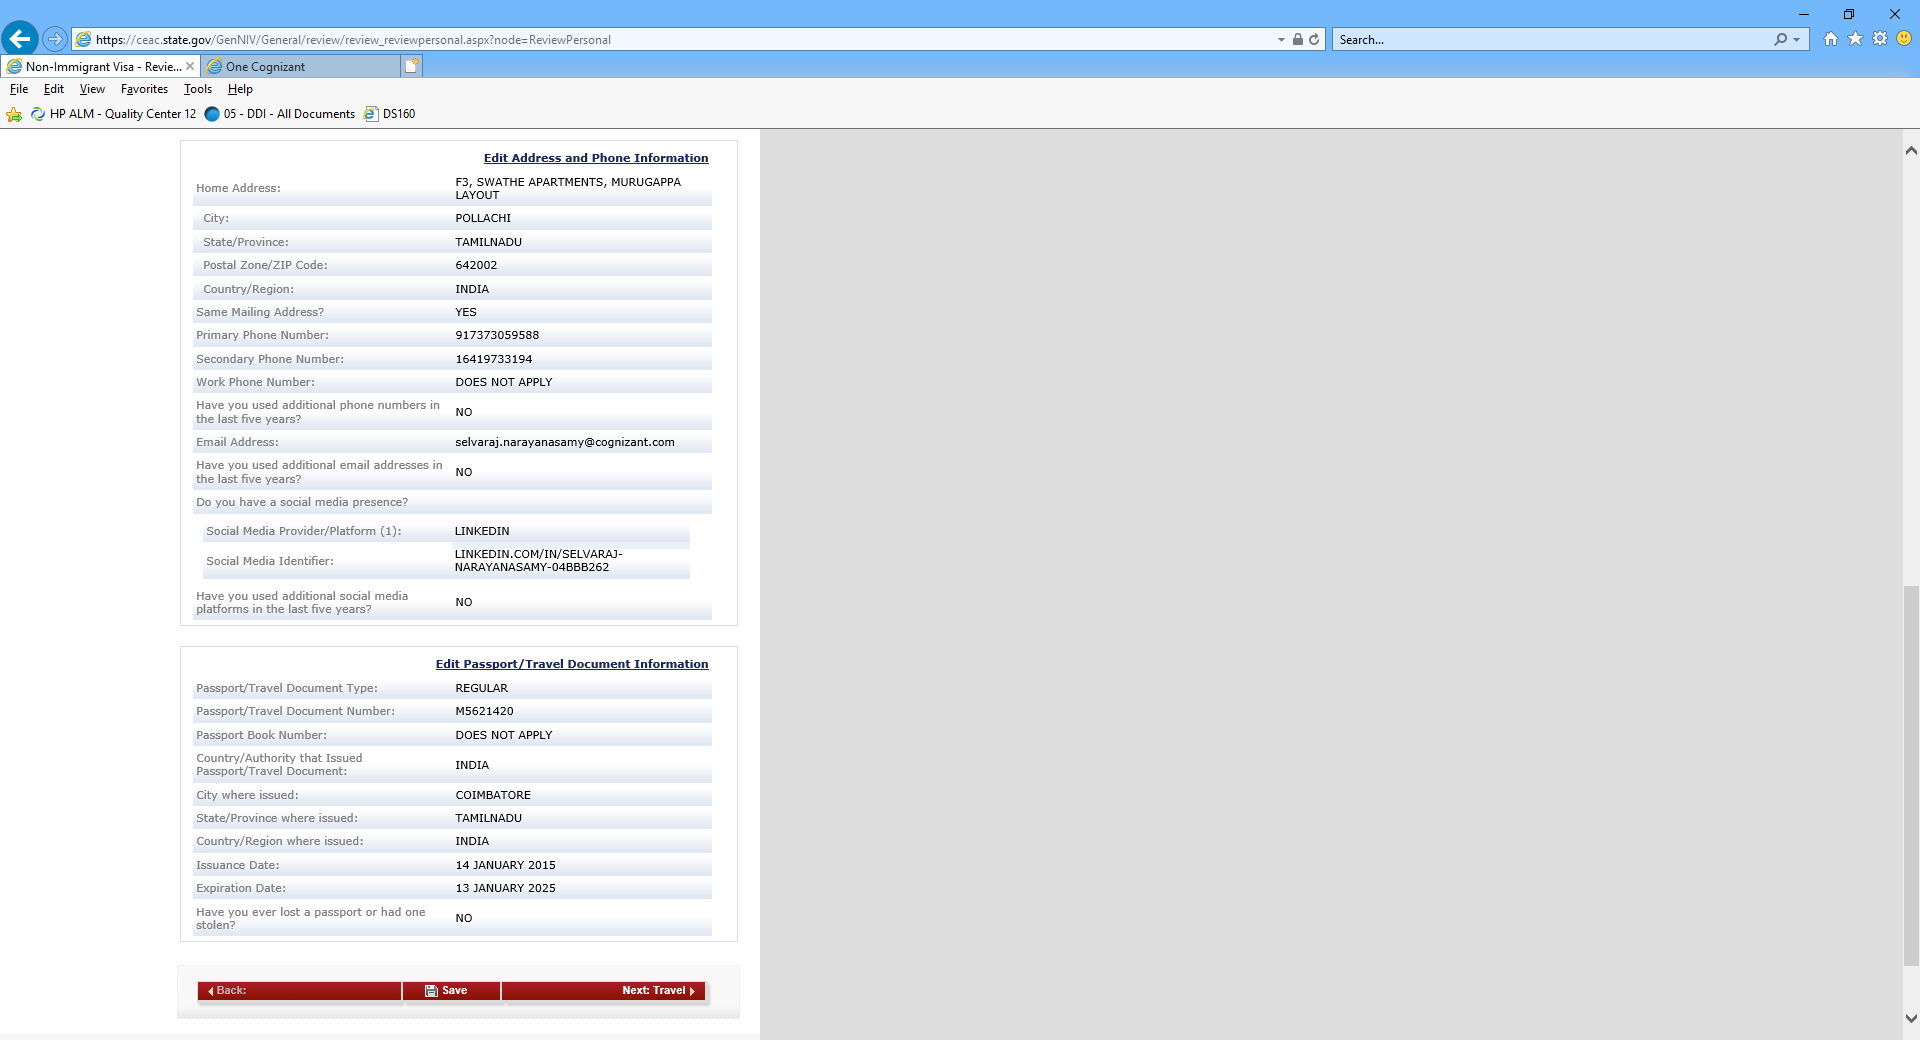 https://ceac.state.gov/GenNIV/General/review/review_reviewpersonal.aspx?node=ReviewPersonal
Search...
Non-Immigrant Visa - Revie...
One Cognizant
File Edit View Favorites Tools Help
HP ALM - Quality Center 12 05 - DDI - All Documents DS160
Edit Address and Phone Information
Home Address: F3, SWATHE APARTMENTS, MURUGAPPA
LAYOUT
City: POLLACHI
State/Province: TAMILNADU
Postal Zone/ZIP Code: 642002
Country/Region: INDIA
Same Mailing Address? YES
Primary Phone Number: 917373059588
Secondary Phone Number: 16419733194
Work Phone Number: DOES NOT APPLY
Have you used additional phone numbers in
the last five years? NO
Email Address: selvaraj.narayanasamy@cognizant.com
Have you used additional email addresses in
the last five years? NO
Do you have a social media presence?
Social Media Provider/Platform (1): LINKEDIN
Social Media Identifier: LINKEDIN.COM/IN/SELVARAJ-
NARAYANASAMY-04BBB262
Have you used additional social media
platforms in the last five years? NO
Edit Passport/Travel Document Information
Passport/Travel Document Type: REGULAR
Passport/Travel Document Number: M5621420
Passport Book Number: DOES NOT APPLY
Country/Authority that Issued
Passport/Travel Document: INDIA
City where issued: COIMBATORE
State/Province where issued: TAMILNADU
Country/Region where issued: INDIA
Issuance Date: 14 JANUARY 2015
Expiration Date: 13 JANUARY 2025
Have you ever lost a passport or had one
stolen? NO
Back: Save Next: Travel